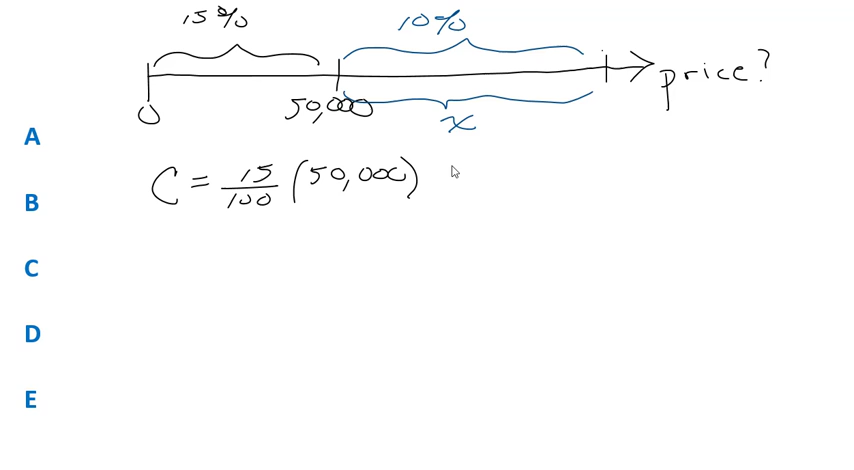 15% 10%
0 50,000 x price?
A
C = 15/100 (50,000)
B
C
D
E